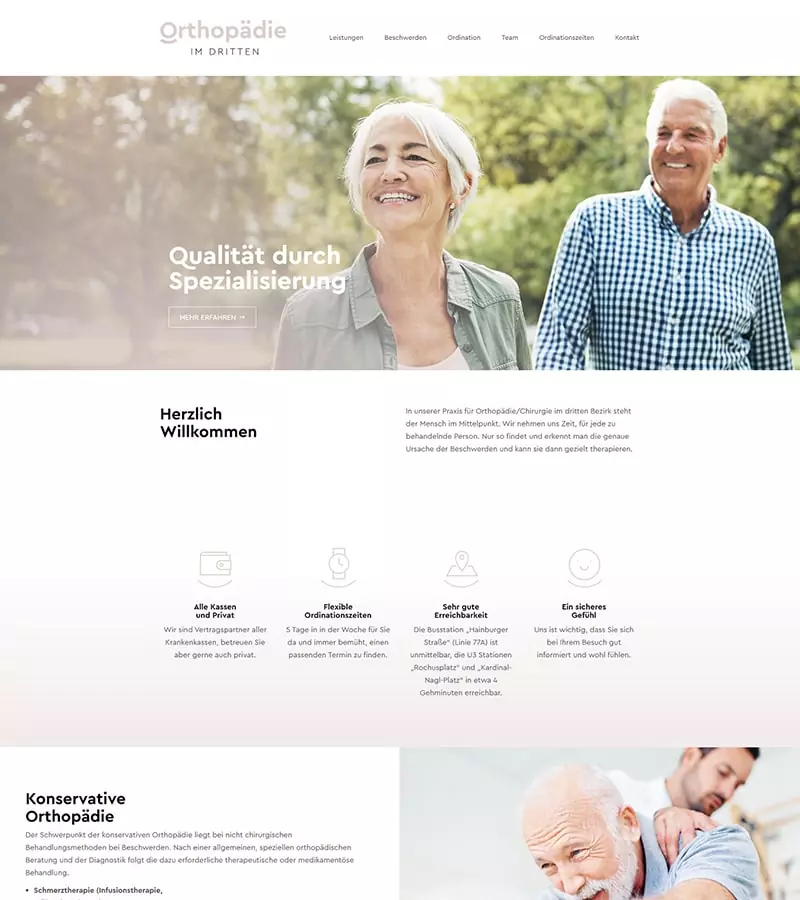 Orthopädie
IM DRITTEN
Leistungen
Beschwerden
Ordination
Team
Ordinationszeiten
Kontakt
Qualität durch
Spezialisierung
MEHR ERFAHREN →
Herzlich
Willkommen
In unserer Praxis für Orthopädie/Chirurgie im dritten Bezirk steht
der Mensch im Mittelpunkt. Wir nehmen uns Zeit, für jede zu
behandelnde Person. Nur so findet und erkennt man die genaue
Ursache der Beschwerden und kann sie dann gezielt therapieren.
Alle Kassen
und Privat
Wir sind Vertragspartner aller
Krankenkassen, betreuen Sie
aber gerne auch privat.
Flexible
Ordinationszeiten
5 Tage in in der Woche für Sie
da und immer bemüht, einen
passenden Termin zu finden.
Sehr gute
Erreichbarkeit
Die Busstation „Hainburger
Straße“ (Linie 77A) ist
unmittelbar, die U3 Stationen
„Rochusplatz“ und „Kardinal-
Nagl-Platz“ in etwa 4
Gehminuten erreichbar.
Ein sicheres
Gefühl
Uns ist wichtig, dass Sie sich
bei Ihrem Besuch gut
informiert und wohl fühlen.
Konservative
Orthopädie
Der Schwerpunkt der konservativen Orthopädie liegt bei nicht chirurgischen
Behandlungsmethoden bei Beschwerden. Nach einer allgemeinen, speziellen orthopädischen
Beratung und der Diagnostik folgt die dazu erforderliche therapeutische oder medikamentöse
Behandlung.
• Schmerztherapie (Infusionstherapie,